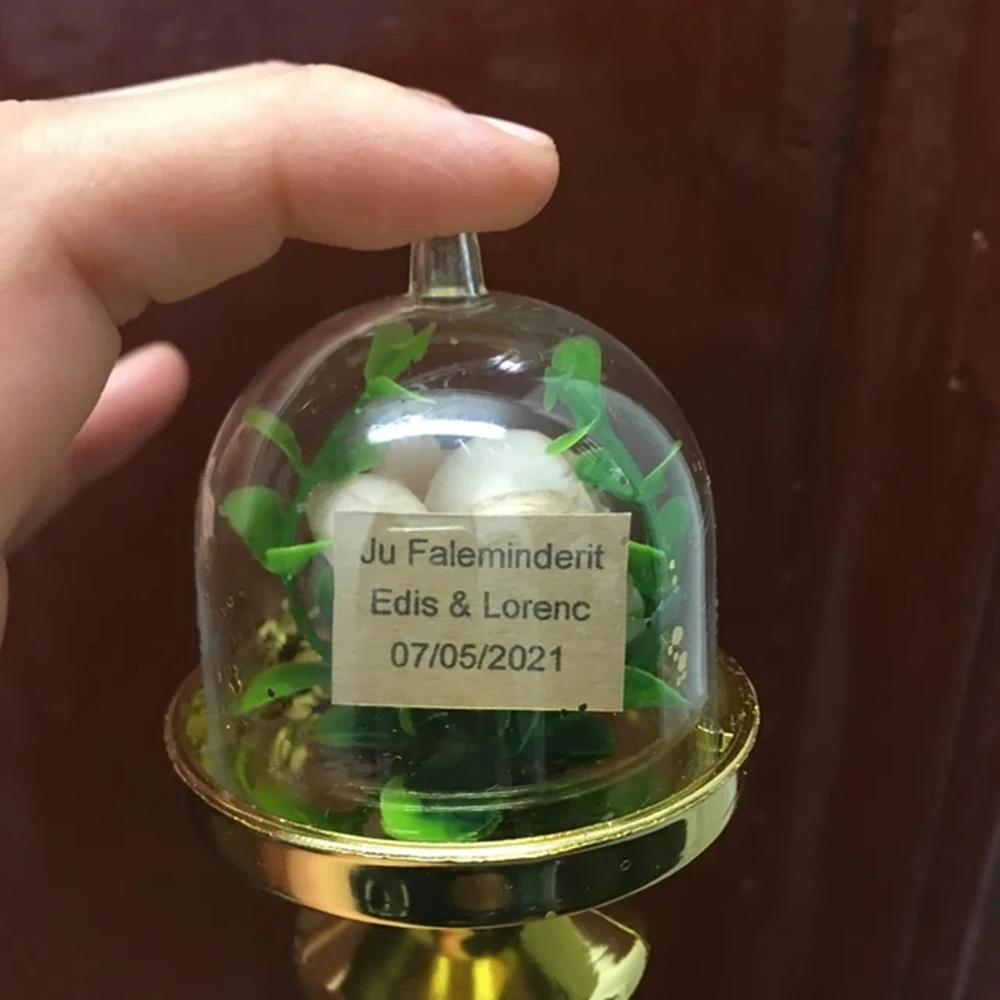 Ju Faleminderit
Edis & Lorenc
07/05/2021